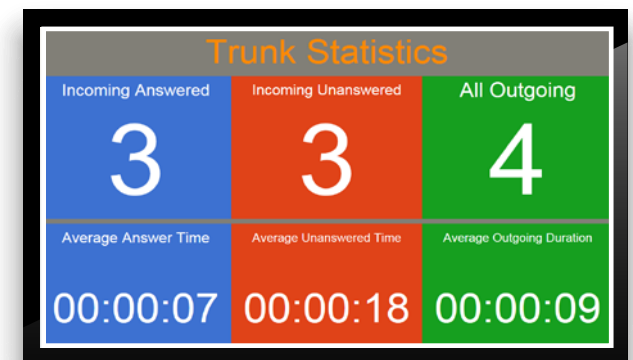 Trunk Statistics
Incoming Answered
Incoming Unanswered
All Outgoing
3
3
4
Average Answer Time
Average Unanswered Time
Average Outgoing Duration
00:00:07
00:00:18
00:00:09